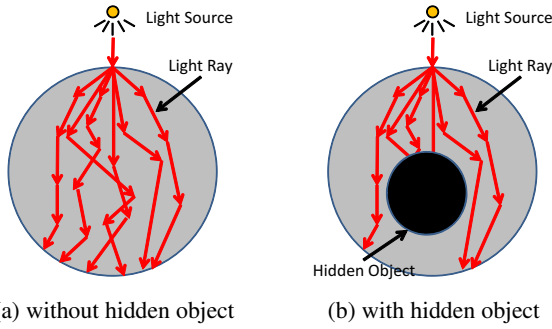 Light Source
Light Ray
(a) without hidden object
Light Source
Light Ray
Hidden Object
(b) with hidden object